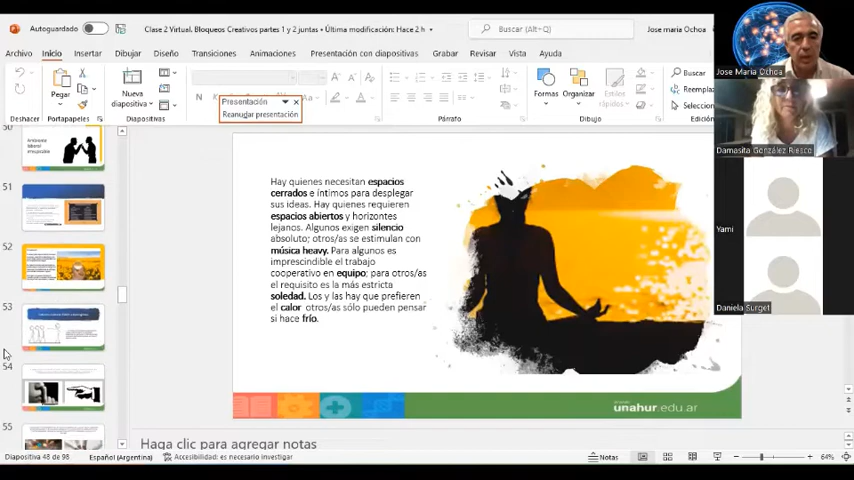 Autoguardado
Clase 2 Virtual. Bloqueos Creativos partes 1 y 2 juntas • Última modificación: Hace 2 h
Buscar (Alt+Q)
Jose maria Ochoa
Archivo Inicio Insertar Dibujar Diseño Transiciones Animaciones Presentación con diapositivas Grabar Revisar Vista Ayuda
Pegar
Nueva
diapositiva
N
Aa
A
Presentación
Reanudar presentación
Formas
Organizar
Estilos
rápidos
Buscar
Reemplaz
Seleccion
Deshacer
Portapapeles
Diapositivas
Párrafo
Dibujo
50
51
52
53
54
55
Hay quienes necesitan espacios
cerrados e íntimos para desplegar
sus ideas. Hay quienes requieren
espacios abiertos y horizontes
lejanos. Algunos exigen silencio
absoluto; otros/as se estimulan con
música heavy. Para algunos es
imprescindible el trabajo
cooperativo en equipo; para otros/as
el requisito es la más estricta
soledad. Los y las hay que prefieren
el calor otros/as sólo pueden pensar
si hace frío.
unahur.edu.ar
Haga clic para agregar notas
Diapositiva 48 de 98
Español (Argentina)
Accesibilidad: es necesario investigar
Notas
64%
Jose Maria Ochoa
Damasita González Riesco
Yami
Daniela Surget